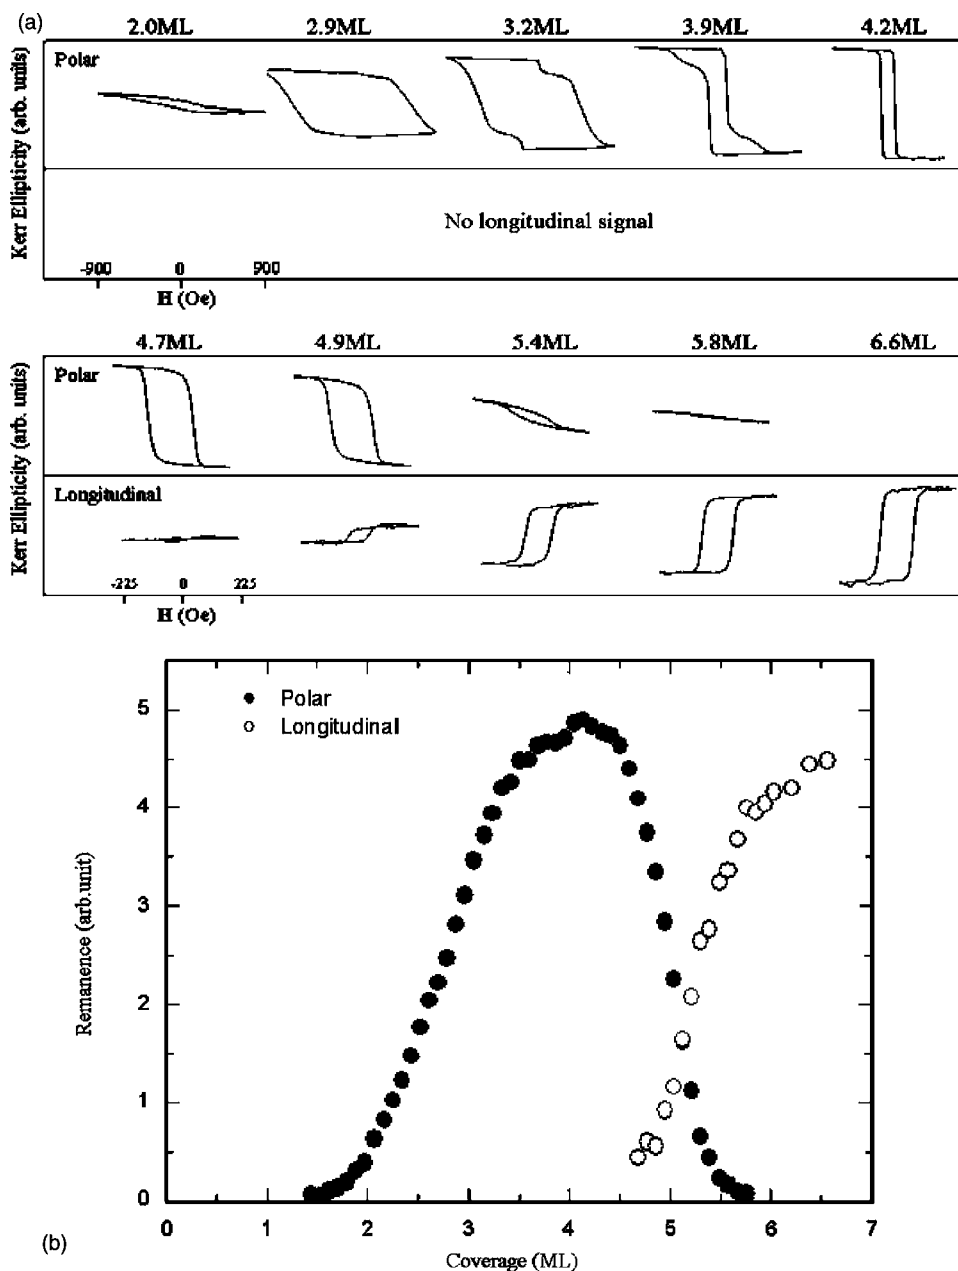 (a)
2.0ML 2.9ML 3.2ML 3.9ML 4.2ML
Kerr Ellipticity (arb. units)
Polar
No longitudinal signal
-900 0 900
H (Oe)
4.7ML 4.9ML 5.4ML 5.8ML 6.6ML
Kerr Ellipticity (arb. units)
Polar
Longitudinal
-225 0 225
H (Oe)
Polar
Longitudinal
Remanence (arb.unit)
5
4
3
2
1
0
0 1 2 3 4 5 6 7
Coverage (ML)
(b)